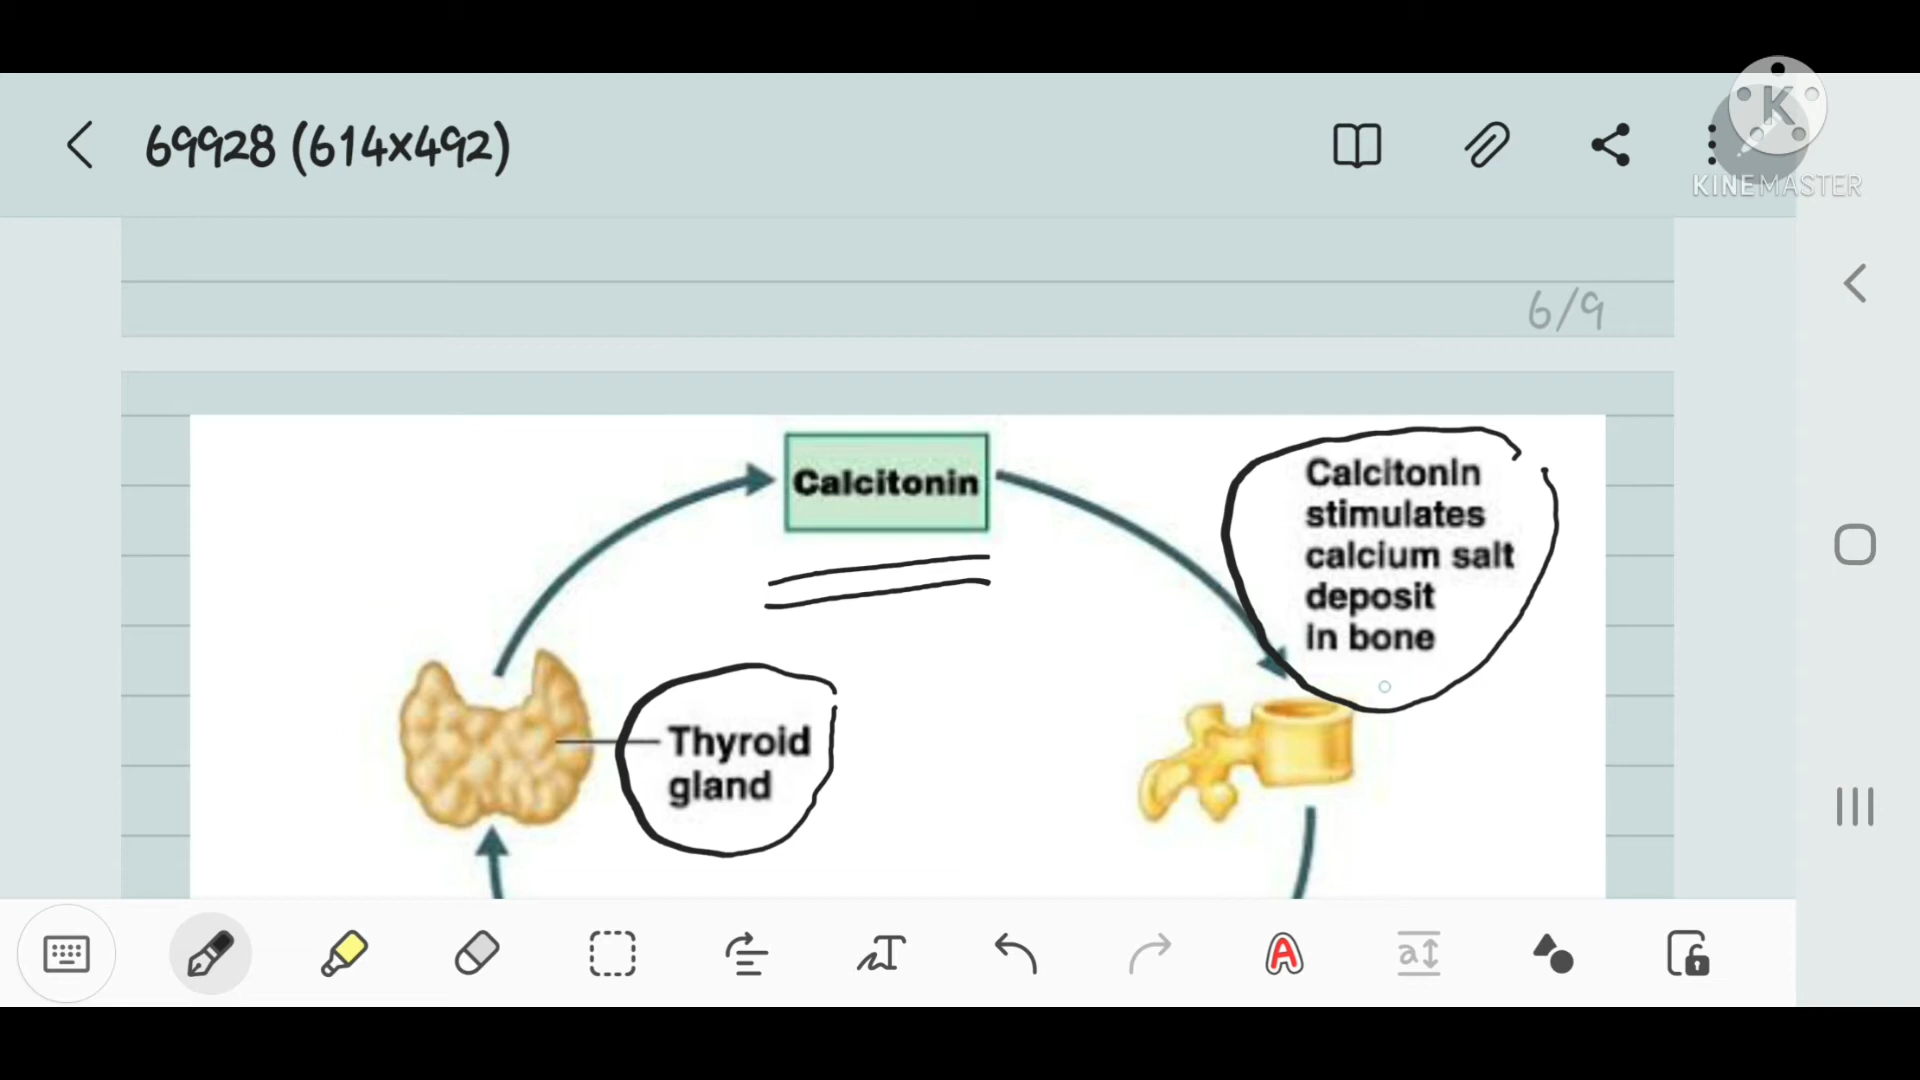 69928 (614x492)
KINEMASTER
6/9
Calcitonin
Calcitonin
stimulates
calcium salt
deposit
in bone
Thyroid
gland